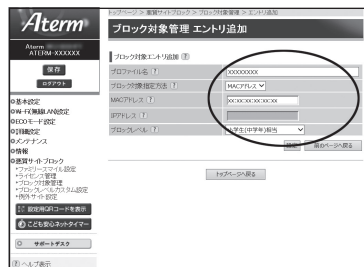 トップページ > 悪質サイトブロック > ブロック対象管理 > エントリ追加
Aterm
ブロック対象管理 エントリ追加
Aterm
ATERM-XXXXXX
保存
ログアウト
基本設定
Wi-Fi(無線LAN)設定
ECOモード設定
詳細設定
メンテナンス
情報
悪質サイトブロック
ファミリースマイル設定
ライセンス管理
ブロック対象管理
ブロックレベルカスタム設定
例外サイト設定
設定用QRコードを表示
こども安心ネットタイマー
サポートデスク
ヘルプ表示
ブロック対象エントリ追加 ?
プロファイル名 ? XXXXXXXX
ブロック対象指定方法 ? MACアドレス
MACアドレス ? xx:xx:xx:xx:xx:xx
IPアドレス ?
ブロックレベル ? 小学生(中学年)相当
設定 前のページへ戻る
トップページへ戻る